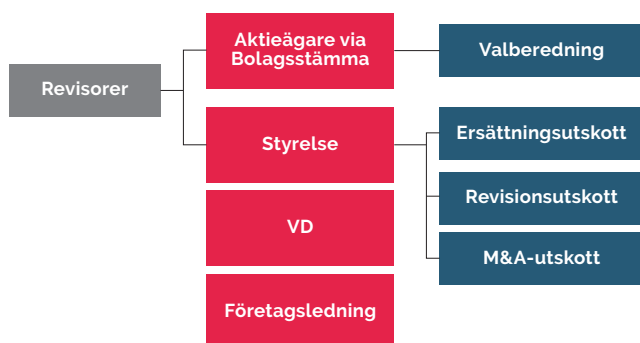 Revisorer
Aktieägare via
Bolagsstämma
Styrelse
VD
Företagsledning
Valberedning
Ersättningsutskott
Revisionsutskott
M&A-utskott